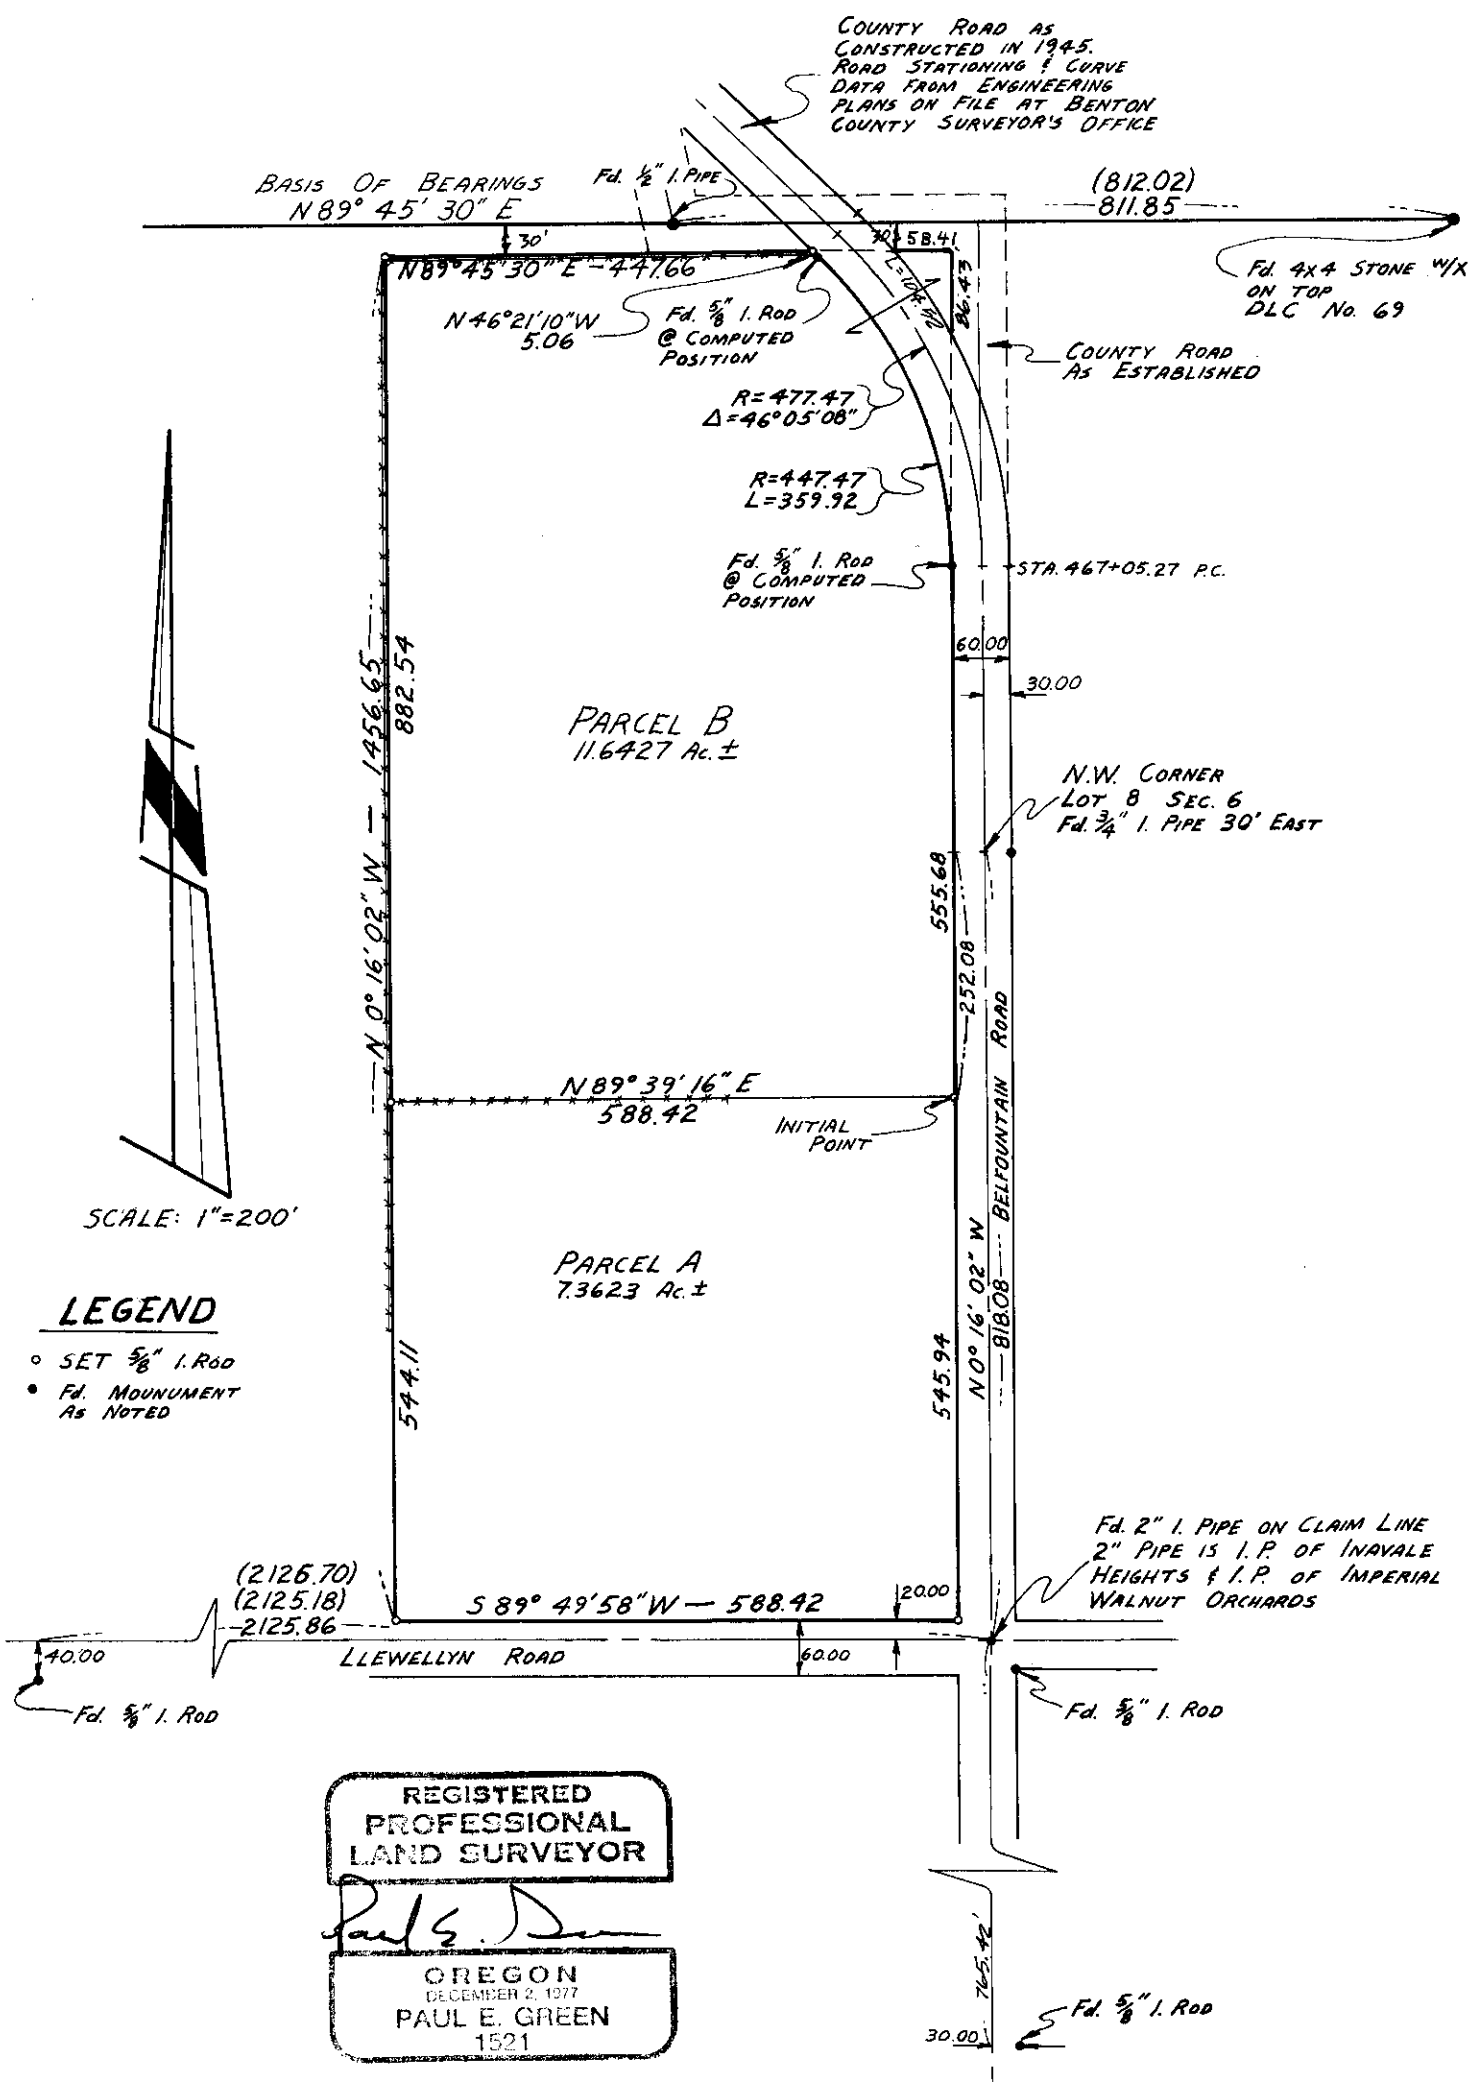 COUNTY ROAD AS
CONSTRUCTED IN 1945.
ROAD STATIONING & CURVE
DATA FROM ENGINEERING
PLANS ON FILE AT BENTON
COUNTY SURVEYOR'S OFFICE
BASIS OF BEARINGS
N 89° 45' 30" E
Fd. 1/2" I. PIPE
(812.02)
811.85
30'
30'
58.41'
N 89° 45' 30" E - 447.66
L=104.42
86.43'
Fd. 4x4 STONE W/X
ON TOP
DLC No. 69
N 46° 21' 10" W
5.06
Fd. 5/8" I. ROD
@ COMPUTED
POSITION
COUNTY ROAD
AS ESTABLISHED
R=477.47
Δ=46°05'08"
R=447.47
L=359.92
Fd. 5/8" I. ROD
@ COMPUTED
POSITION
STA. 467+05.27 P.C.
60.00
30.00
N 0° 16' 02" W — 1456.65
882.54
PARCEL B
11.6427 Ac. ±
N.W. CORNER
LOT 8 SEC. 6
Fd. 3/4" I. PIPE 30' EAST
555.68
252.08
BELFOUNTAIN ROAD
N 89° 39' 16" E
588.42
INITIAL
POINT
SCALE: 1"=200'
PARCEL A
7.3623 Ac. ±
N 0° 16' 02" W
818.08
LEGEND
○ SET 5/8" I. ROD
● Fd. MOUNUMENT
AS NOTED
544.11
545.94
Fd. 2" I. PIPE ON CLAIM LINE
2" PIPE IS I.P. OF INAVALE
HEIGHTS & I.P. OF IMPERIAL
WALNUT ORCHARDS
(2126.70)
(2125.18)
2125.86
S 89° 49' 58" W — 588.42
20.00
40.00
LLEWELLYN ROAD
60.00
Fd. 5/8" I. ROD
Fd. 5/8" I. ROD
REGISTERED
PROFESSIONAL
LAND SURVEYOR
Paul E. Green
OREGON
DECEMBER 2, 1977
PAUL E. GREEN
1521
765.42'
Fd. 5/8" I. ROD
30.00